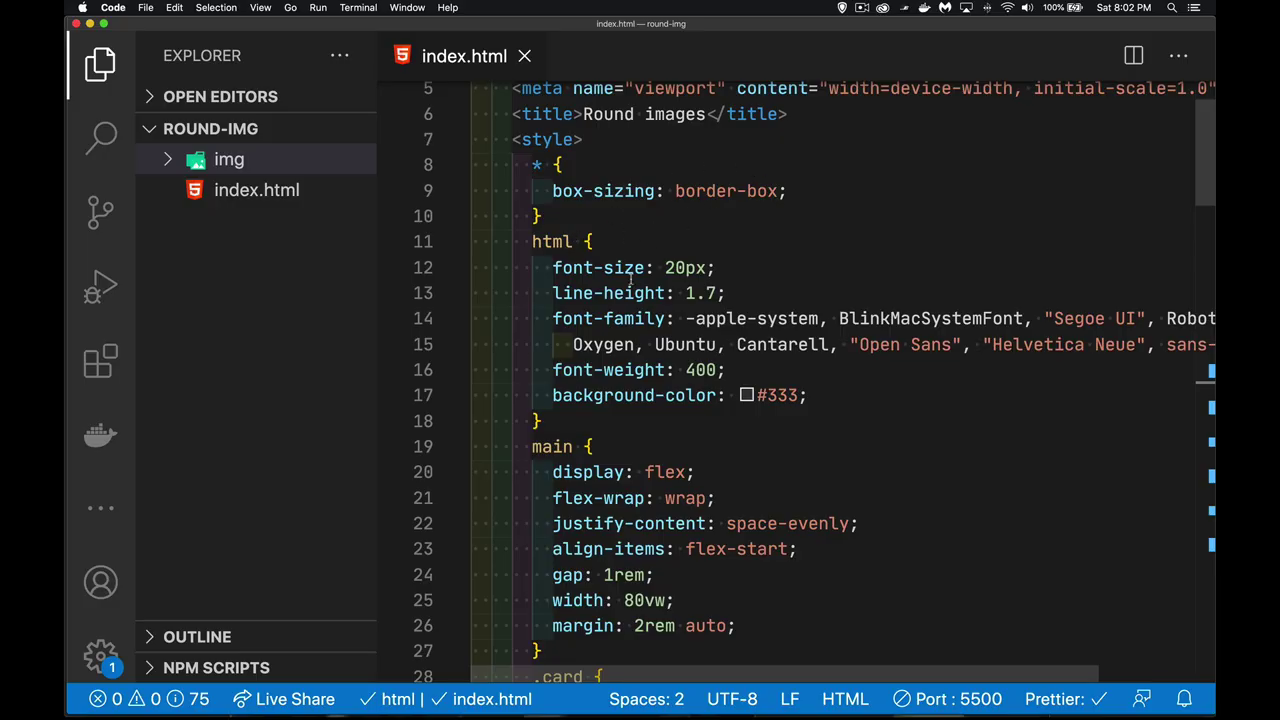 Code File Edit Selection View Go Run Terminal Window Help 100% Sat 8:02 PM
index.html — round-img
EXPLORER
index.html
OPEN EDITORS
ROUND-IMG
img
index.html
5 <meta name="viewport" content="width=device-width, initial-scale=1.0"
6 <title>Round images</title>
7 <style>
8 * {
9 box-sizing: border-box;
10 }
11 html {
12 font-size: 20px;
13 line-height: 1.7;
14 font-family: -apple-system, BlinkMacSystemFont, "Segoe UI", Robot
15 Oxygen, Ubuntu, Cantarell, "Open Sans", "Helvetica Neue", sans-
16 font-weight: 400;
17 background-color: #333;
18 }
19 main {
20 display: flex;
21 flex-wrap: wrap;
22 justify-content: space-evenly;
23 align-items: flex-start;
24 gap: 1rem;
25 width: 80vw;
26 margin: 2rem auto;
27 }
28 .card {
OUTLINE
NPM SCRIPTS
1
0 0 75 Live Share html | index.html Spaces: 2 UTF-8 LF HTML Port : 5500 Prettier: